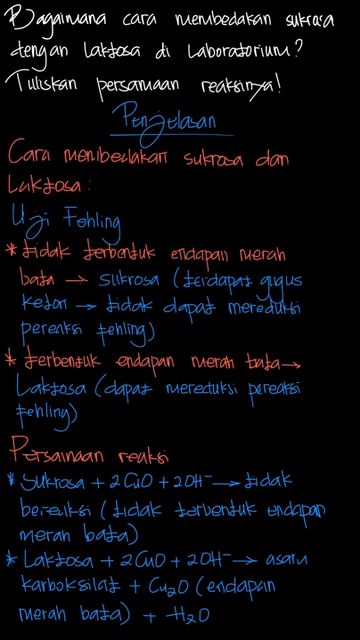 Bagaimana cara membedakan sukrosa
dengan laktosa di Laboratorium?
Tuliskan persamaan reaksinya!
Penjelasan
Cara membedakan sukrosa dan
Laktosa:
Uji Fehling
* tidak terbentuk endapan merah
bata → sukrosa (terdapat gugus
keton → tidak dapat mereduksi
pereaksi fehling)
* terbentuk endapan merah bata →
Laktosa (dapat mereduksi pereaksi
fehling)
Persamaan reaksi
* Sukrosa + 2CuO + 2OH⁻ → tidak
bereaksi (tidak terbentuk endapan
merah bata)
* Laktosa + 2CuO + 2OH⁻ → asam
karboksilat + Cu₂O (endapan
merah bata) + H₂O